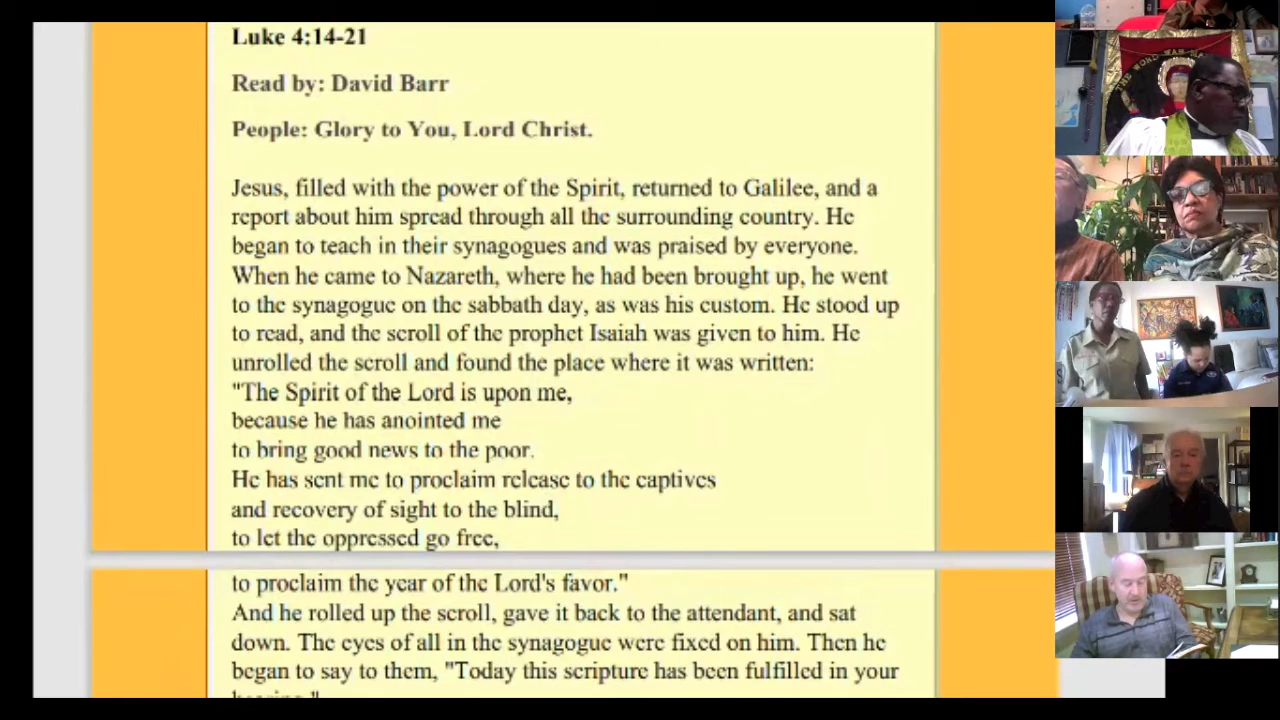 Luke 4:14-21
Read by: David Barr
People: Glory to You, Lord Christ.
Jesus, filled with the power of the Spirit, returned to Galilee, and a
report about him spread through all the surrounding country. He
began to teach in their synagogues and was praised by everyone.
When he came to Nazareth, where he had been brought up, he went
to the synagogue on the sabbath day, as was his custom. He stood up
to read, and the scroll of the prophet Isaiah was given to him. He
unrolled the scroll and found the place where it was written:
"The Spirit of the Lord is upon me,
because he has anointed me
to bring good news to the poor.
He has sent me to proclaim release to the captives
and recovery of sight to the blind,
to let the oppressed go free,
to proclaim the year of the Lord's favor."
And he rolled up the scroll, gave it back to the attendant, and sat
down. The eyes of all in the synagogue were fixed on him. Then he
began to say to them, "Today this scripture has been fulfilled in your
THE WORD WAS